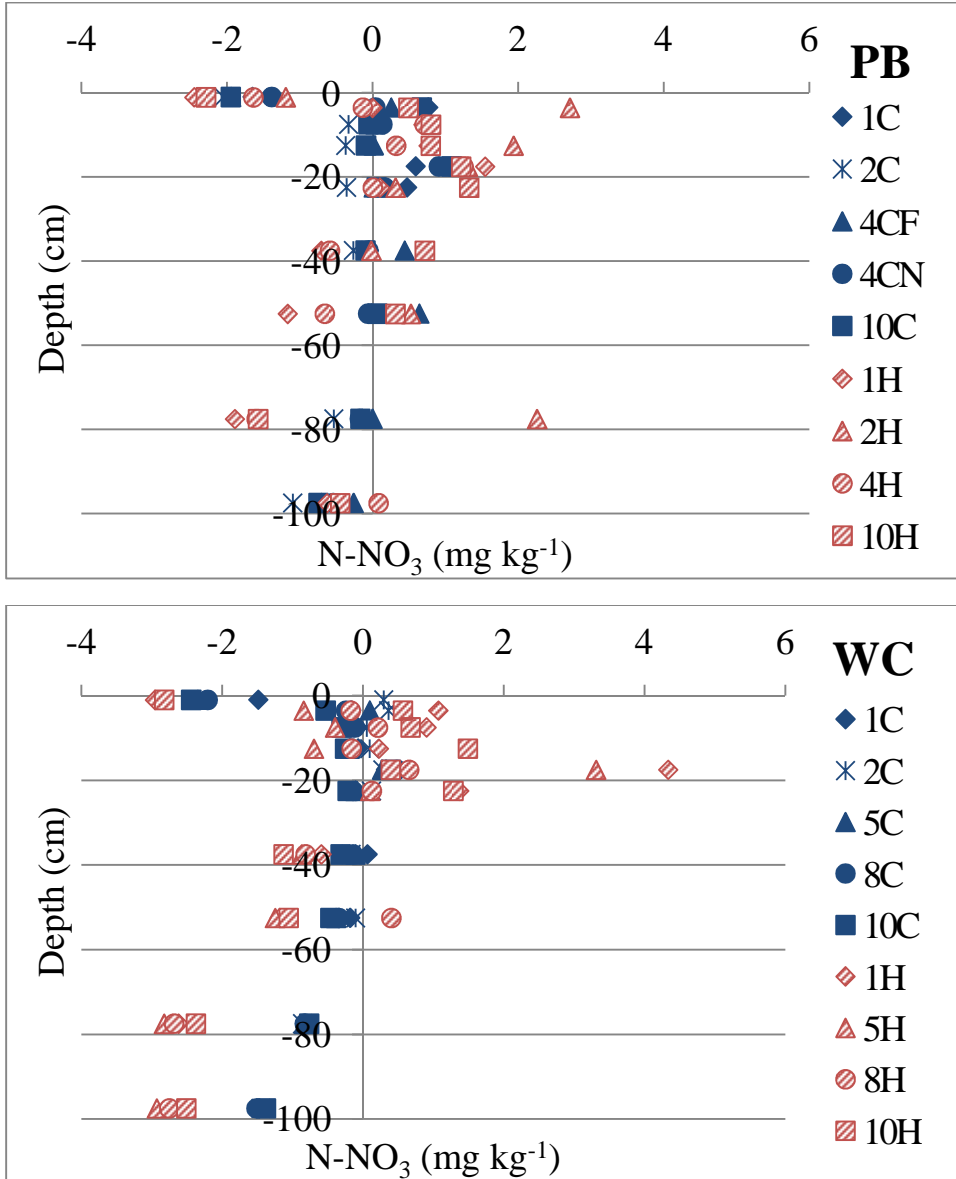 -4 -2 0 2 4 6
PB
0
1C
-20
2C
4CF
-40
4CN
10C
-60
1H
2H
-80
4H
-100
10H
Depth (cm)
N-NO₃ (mg kg⁻¹)
-4 -2 0 2 4 6
WC
0
1C
-20
2C
5C
-40
8C
10C
-60
1H
5H
-80
8H
-100
10H
Depth (cm)
N-NO₃ (mg kg⁻¹)